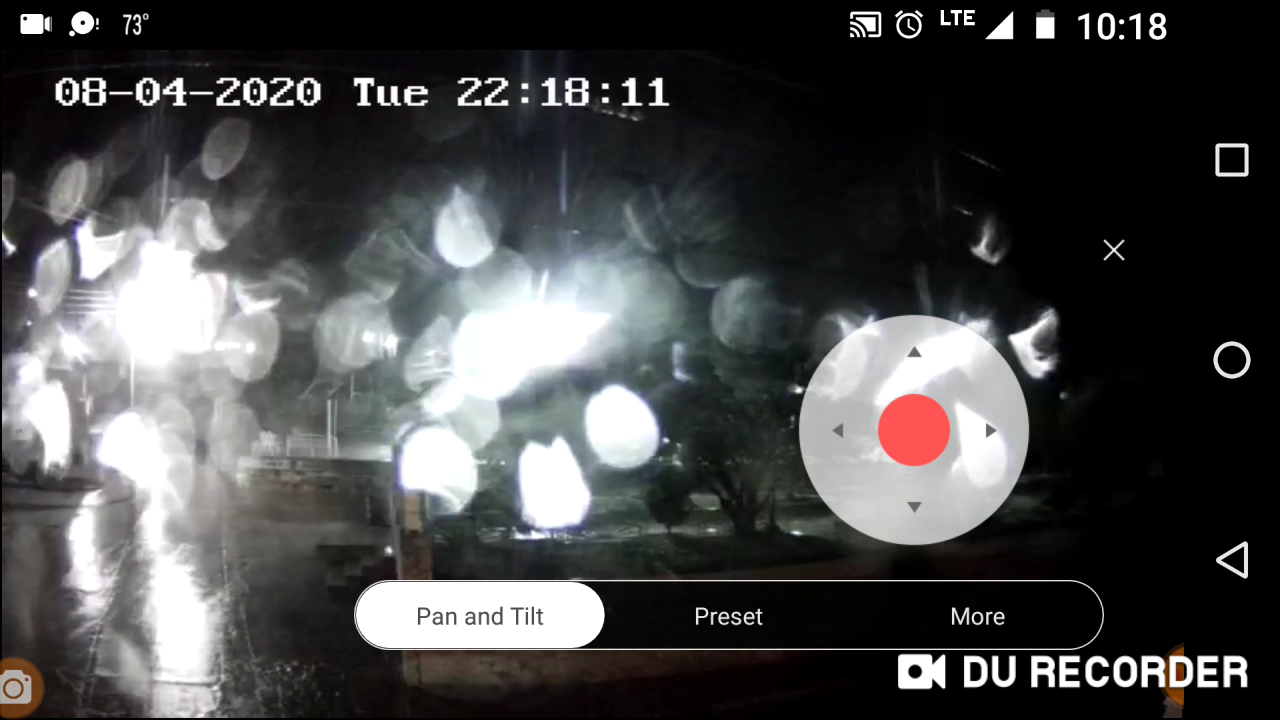 73° LTE 10:18
08-04-2020 Tue 22:18:11
Pan and Tilt Preset More
DU RECORDER